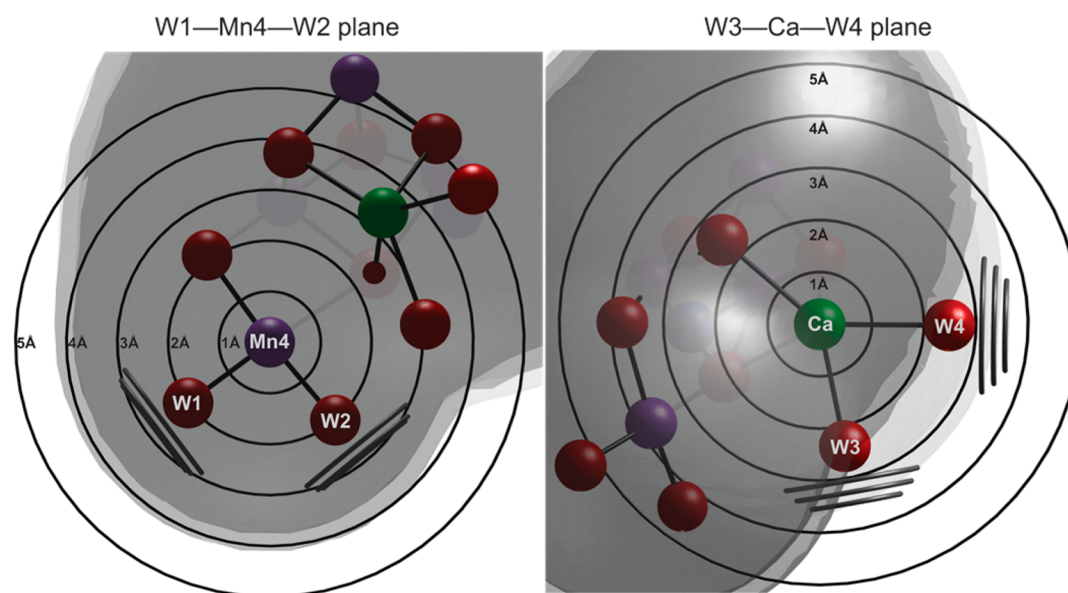 W1—Mn4—W2 plane
W3—Ca—W4 plane
5Å 4Å 3Å 2Å 1Å Mn4
W1
W2
5Å
4Å
3Å
2Å
1Å
Ca
W4
W3